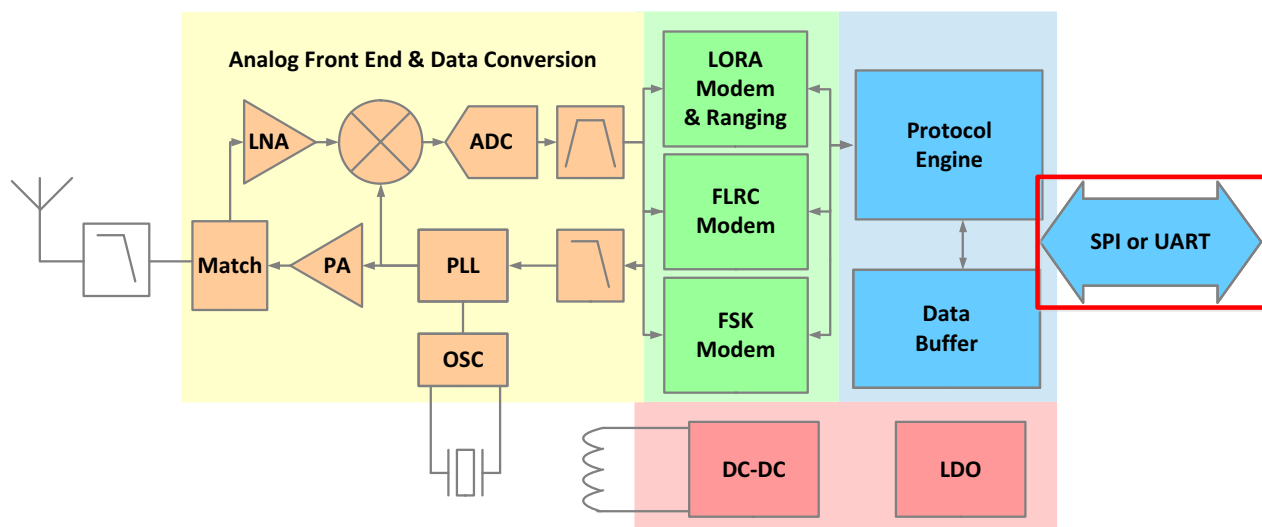 Analog Front End & Data Conversion
LNA
ADC
Match
PA
PLL
OSC
LORA
Modem
& Ranging
FLRC
Modem
FSK
Modem
Protocol
Engine
Data
Buffer
SPI or UART
DC-DC
LDO